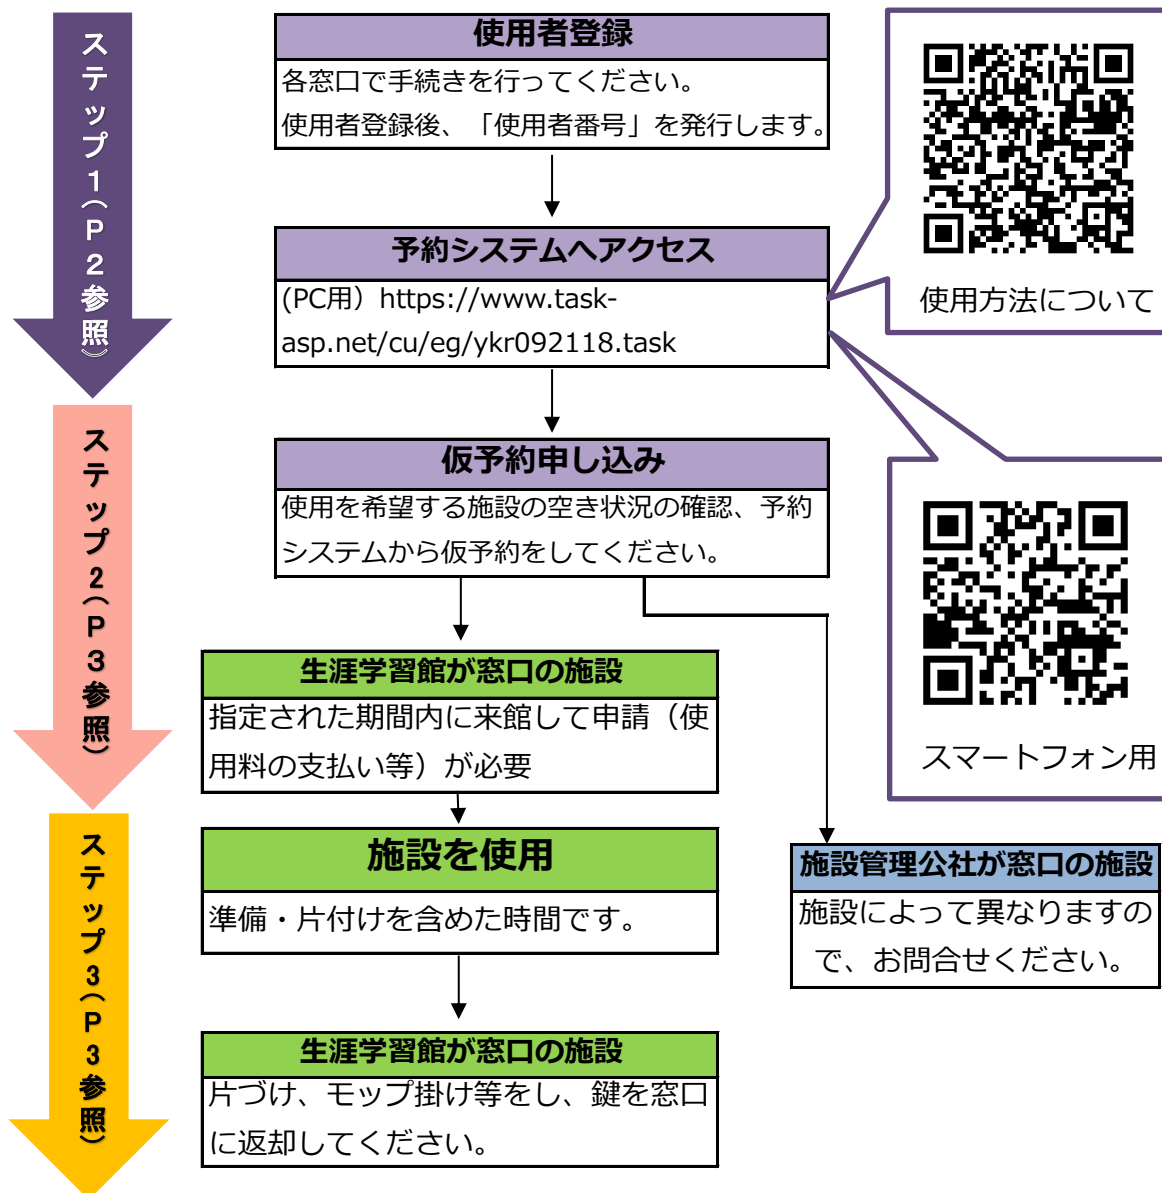 ステップ1（P2参照）
使用者登録
各窓口で手続きを行ってください。
使用者登録後、「使用者番号」を発行します。
予約システムへアクセス
(PC用）https://www.task-
asp.net/cu/eg/ykr092118.task
使用方法について
ステップ2（P3参照）
仮予約申し込み
使用を希望する施設の空き状況の確認、予約
システムから仮予約をしてください。
スマートフォン用
生涯学習館が窓口の施設
指定された期間内に来館して申請（使
用料の支払い等）が必要
ステップ3（P3参照）
施設を使用
準備・片付けを含めた時間です。
施設管理公社が窓口の施設
施設によって異なりますの
で、お問合せください。
生涯学習館が窓口の施設
片づけ、モップ掛け等をし、鍵を窓口
に返却してください。